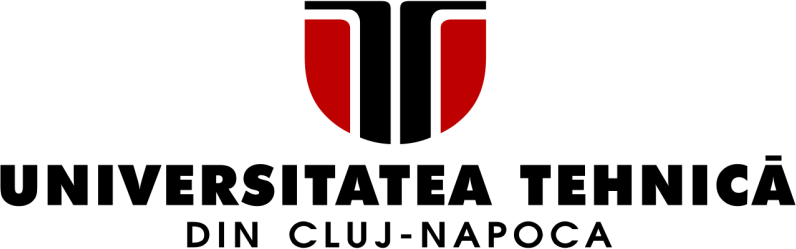 UNIVERSITATEA TEHNICĂ
DIN CLUJ-NAPOCA